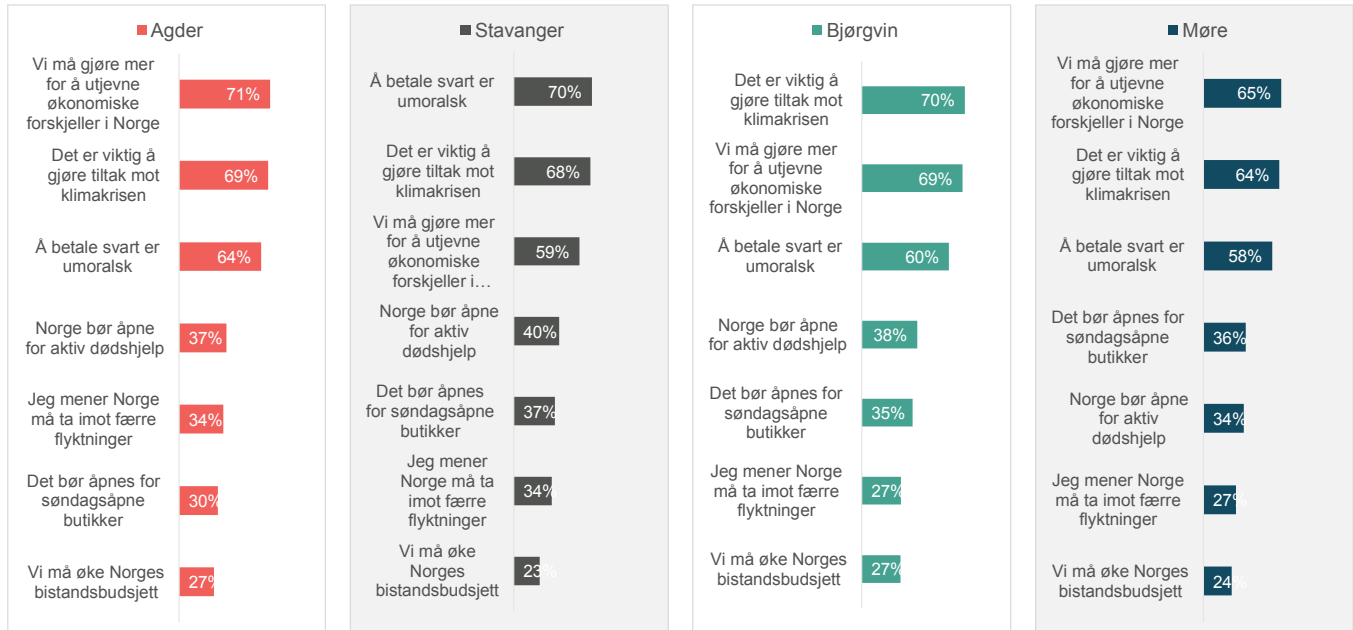 Agder
Vi må gjøre mer
for å utjevne
økonomiske
forskjeller i Norge
71%
Det er viktig å
gjøre tiltak mot
klimakrisen
69%
Å betale svart er
umoralsk
64%
Norge bør åpne
for aktiv dødshjelp
37%
Jeg mener Norge
må ta imot færre
flyktninger
34%
Det bør åpnes for
søndagsåpne
butikker
30%
Vi må øke Norges
bistandsbudsjett
27%
Stavanger
Å betale svart er
umoralsk
70%
Det er viktig å
gjøre tiltak mot
klimakrisen
68%
Vi må gjøre mer
for å utjevne
økonomiske
forskjeller i…
59%
Norge bør åpne
for aktiv
dødshjelp
40%
Det bør åpnes
for søndagsåpne
butikker
37%
Jeg mener
Norge må ta
imot færre
flyktninger
34%
Vi må øke
Norges
bistandsbudsjett
23%
Bjørgvin
Det er viktig å
gjøre tiltak mot
klimakrisen
70%
Vi må gjøre mer
for å utjevne
økonomiske
forskjeller i Norge
69%
Å betale svart er
umoralsk
60%
Norge bør åpne
for aktiv dødshjelp
38%
Det bør åpnes for
søndagsåpne
butikker
35%
Jeg mener Norge
må ta imot færre
flyktninger
27%
Vi må øke Norges
bistandsbudsjett
27%
Møre
Vi må gjøre mer
for å utjevne
økonomiske
forskjeller i Norge
65%
Det er viktig å
gjøre tiltak mot
klimakrisen
64%
Å betale svart er
umoralsk
58%
Det bør åpnes for
søndagsåpne
butikker
36%
Norge bør åpne
for aktiv
dødshjelp
34%
Jeg mener Norge
må ta imot færre
flyktninger
27%
Vi må øke Norges
bistandsbudsjett
24%